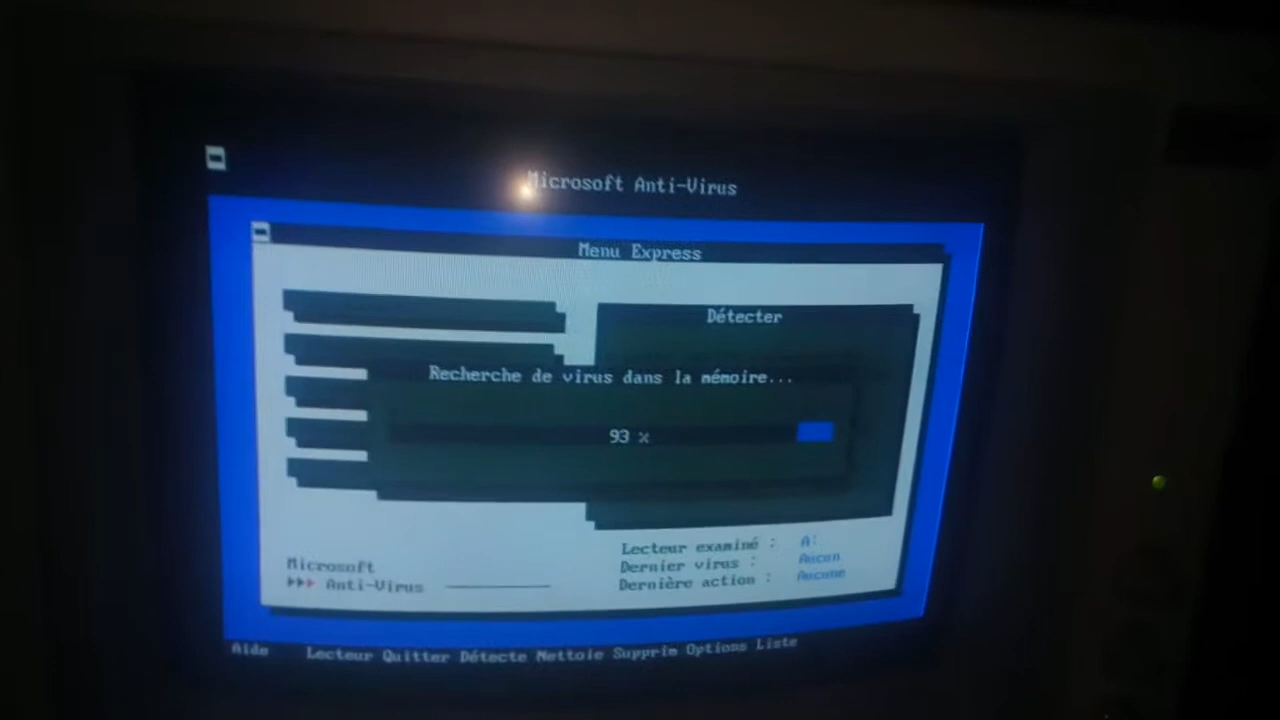 Microsoft Anti-Virus
Menu Express
Détecter
Recherche de virus dans la mémoire...
93 %
Lecteur examiné : A:
Dernier virus : Aucun
Dernière action : Aucune
Microsoft
Anti-Virus
Aide Lecteur Quitter Détecte Nettoie Supprim Options Liste